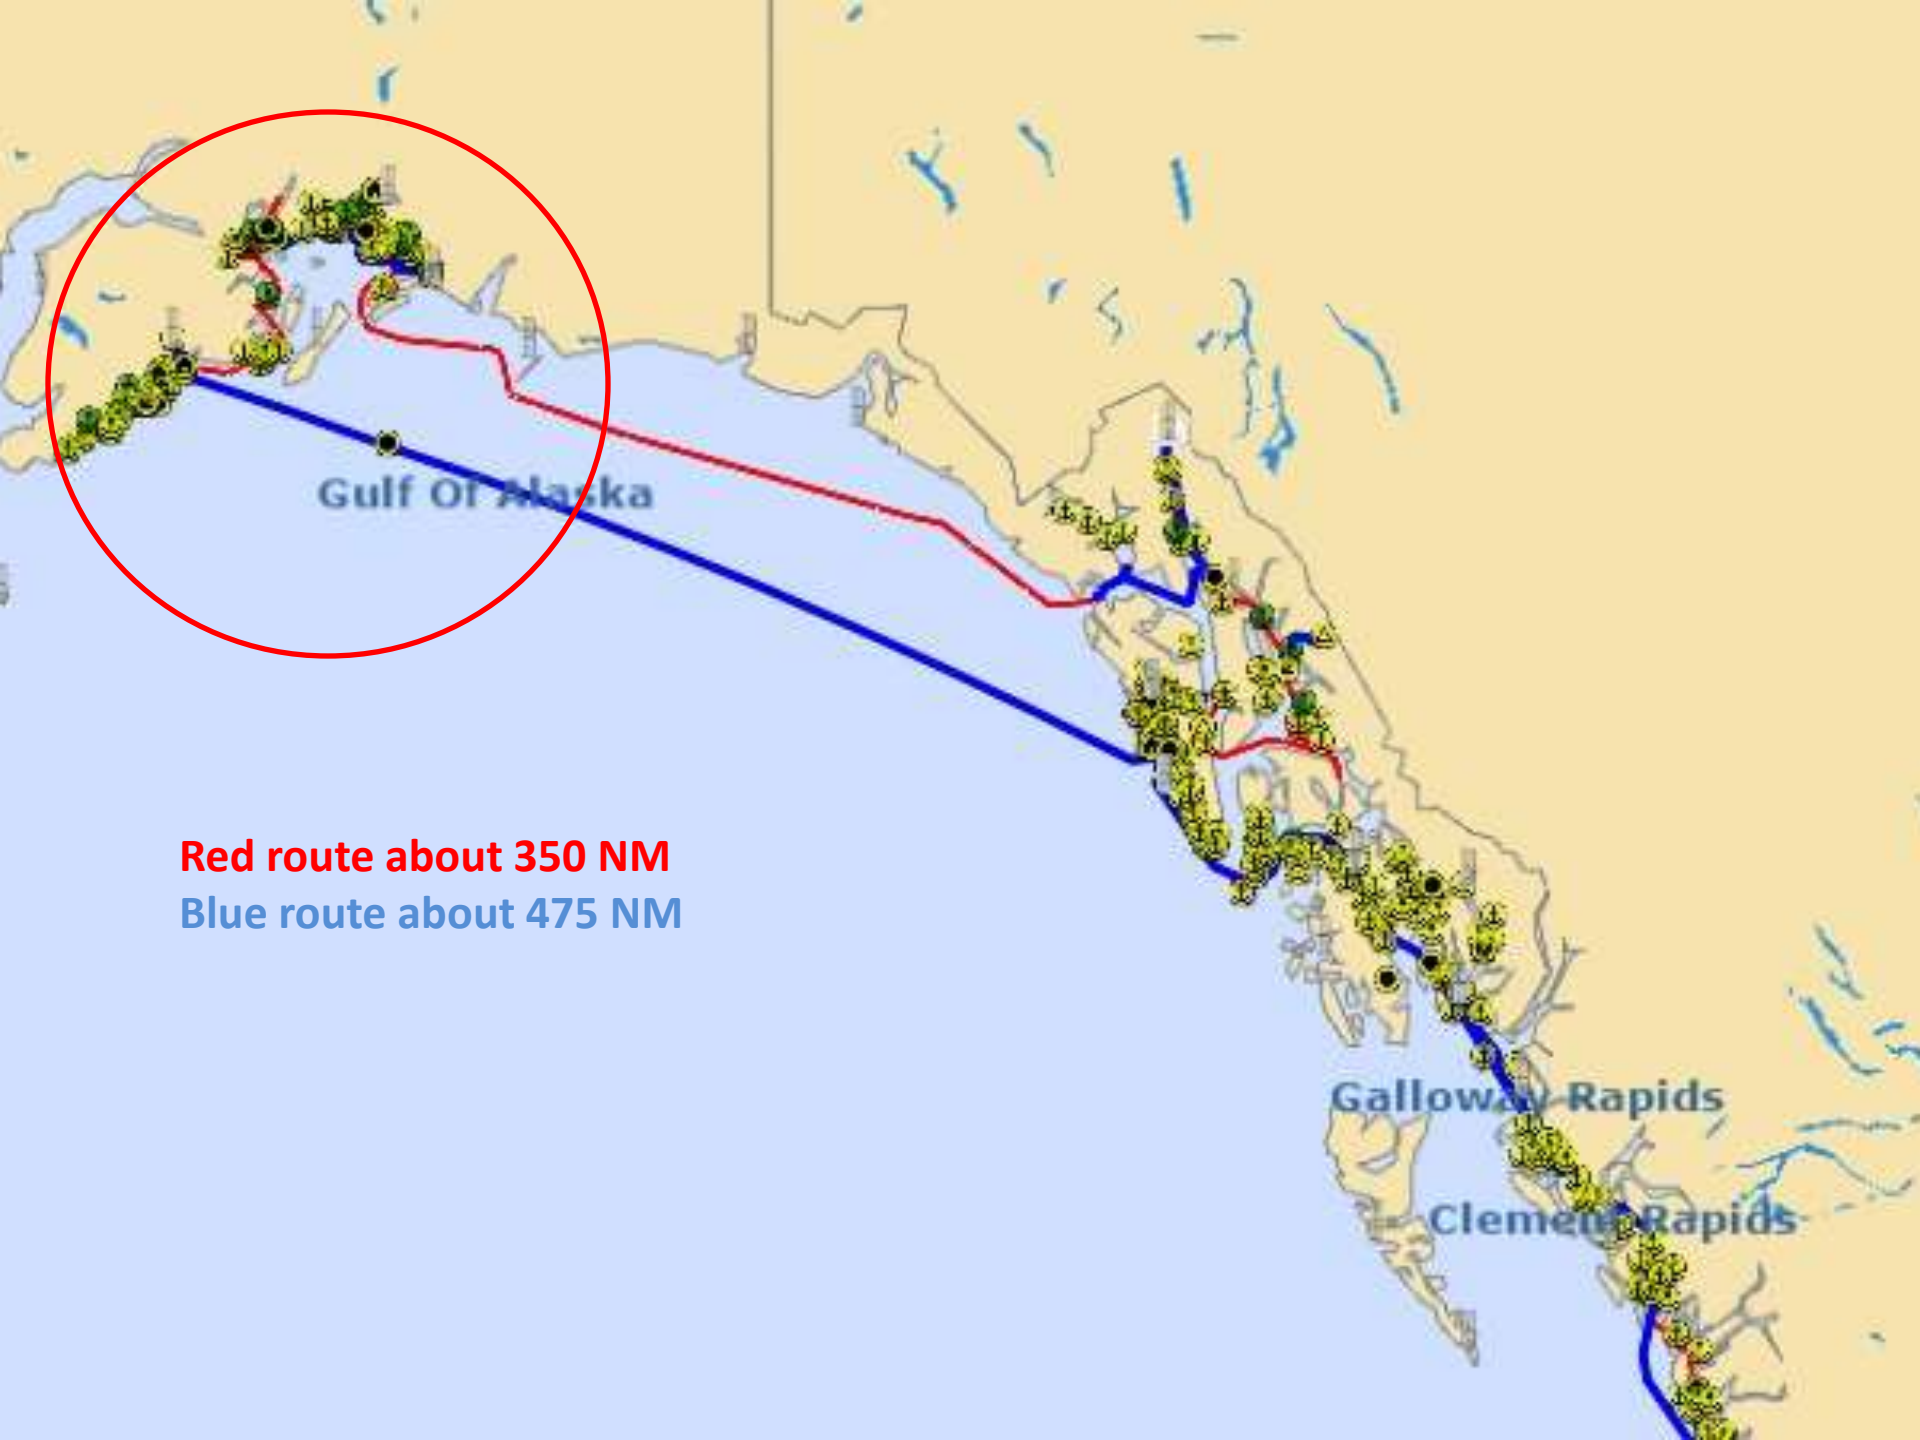 Gulf Of Alaska
Red route about 350 NM
Blue route about 475 NM
Galloway Rapids
Clement Rapids